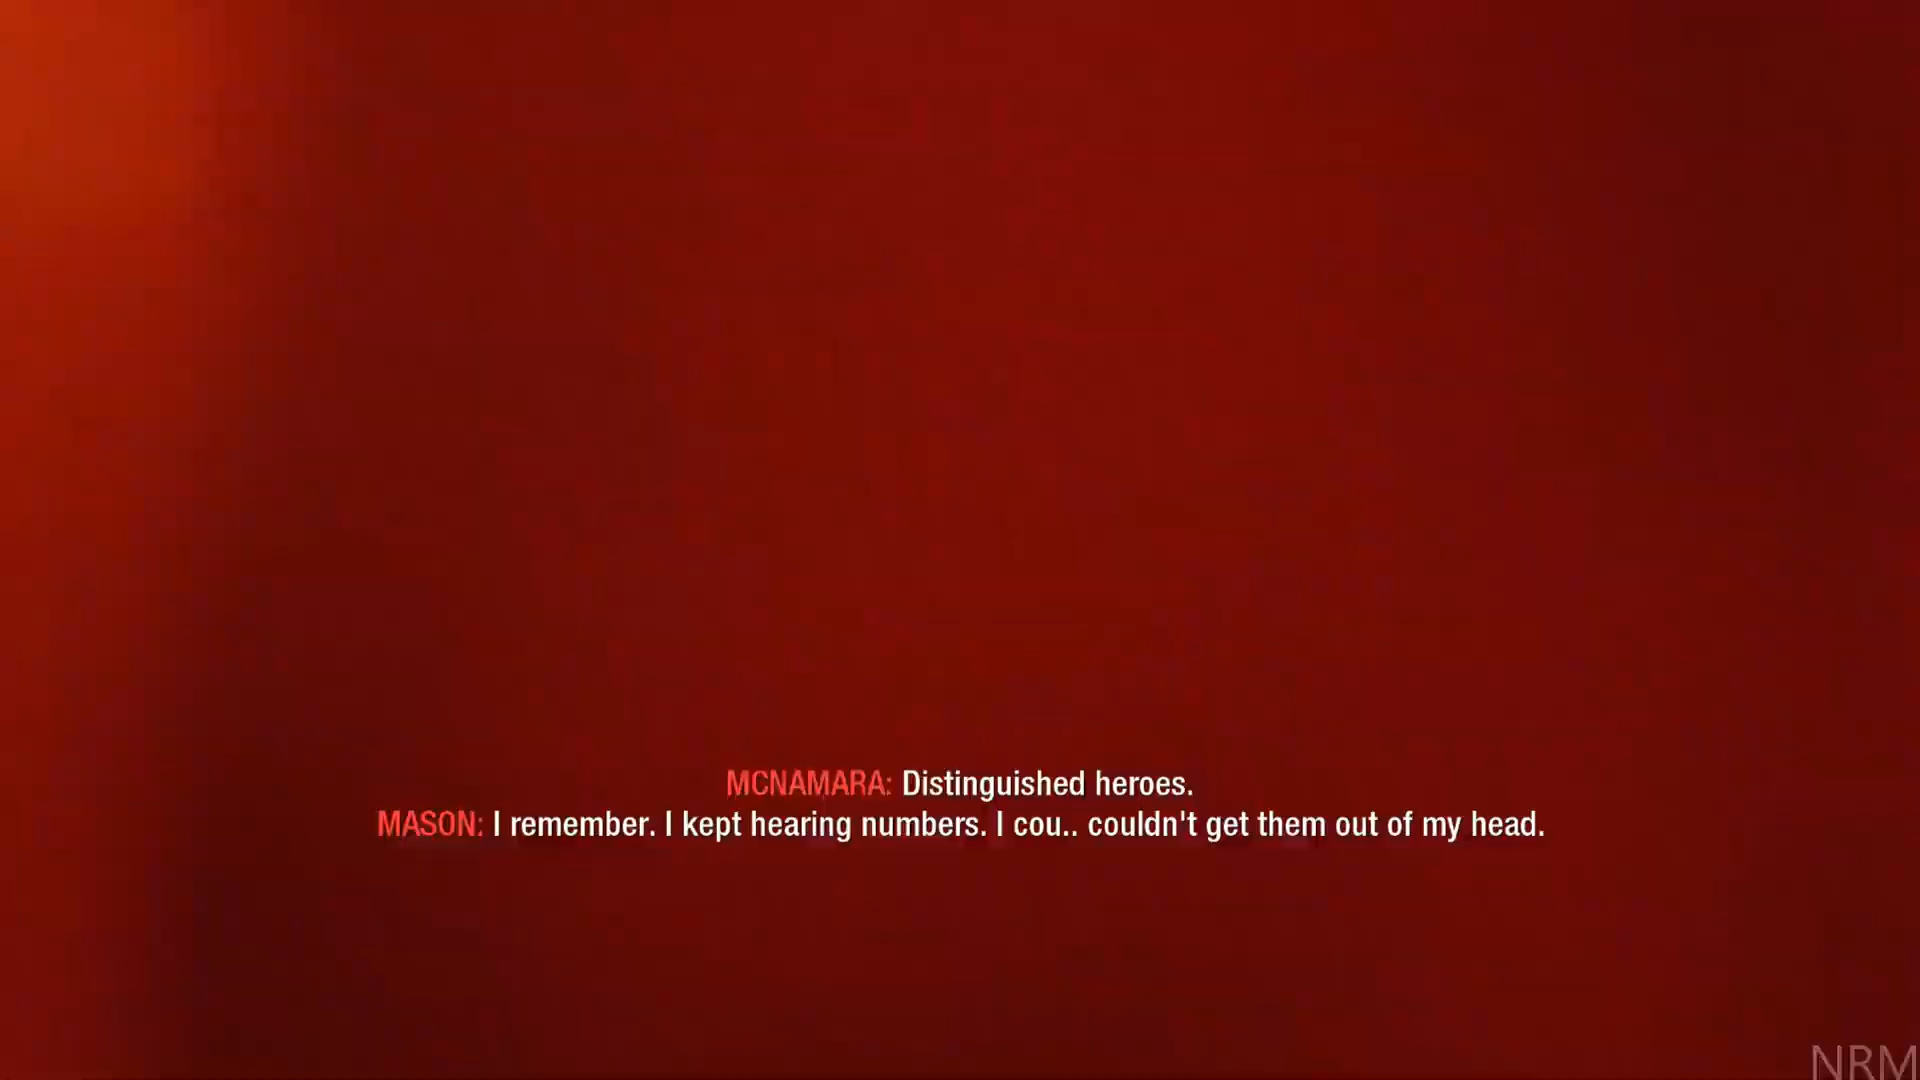 MCNAMARA: Distinguished heroes.
MASON: I remember. I kept hearing numbers. I cou.. couldn't get them out of my head.
NRM